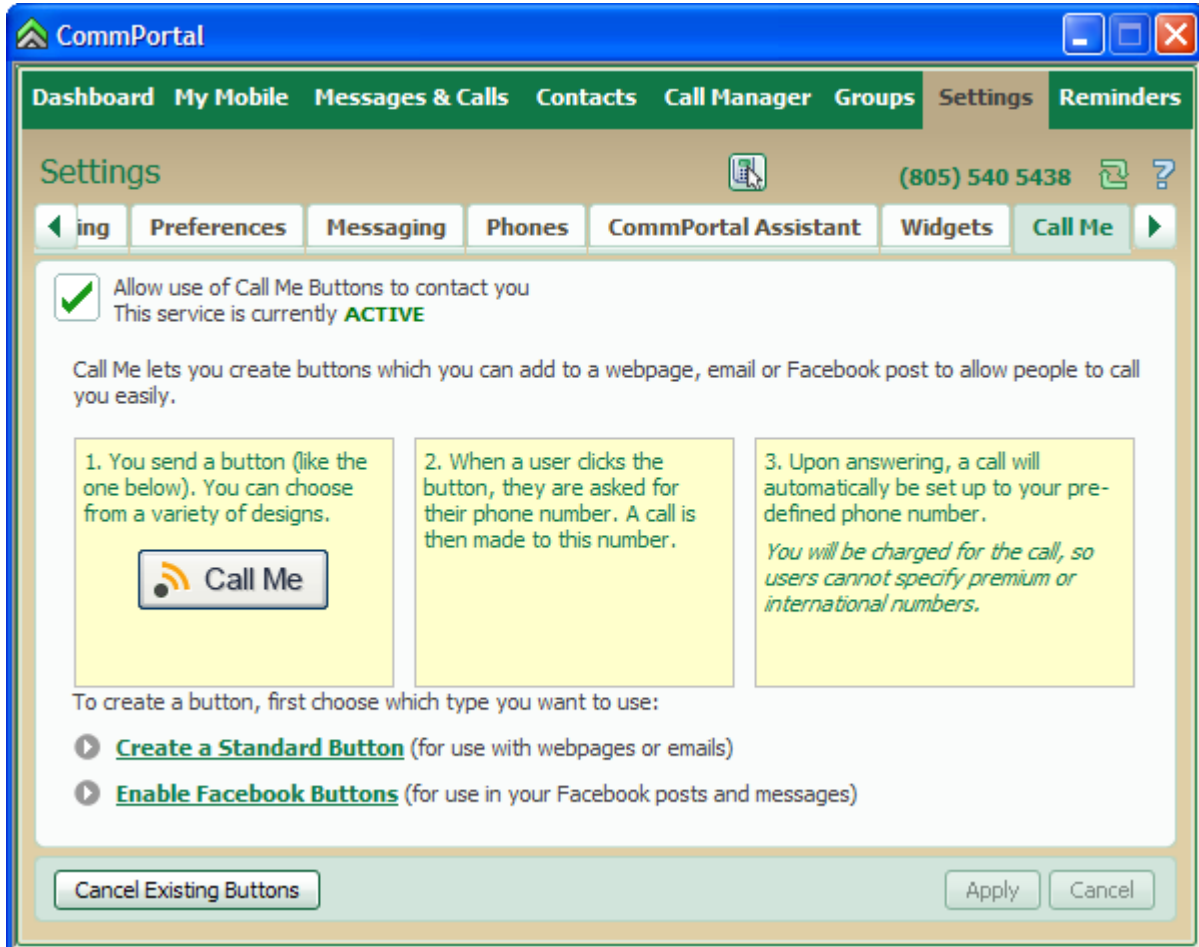 CommPortal
Dashboard My Mobile Messages & Calls Contacts Call Manager Groups Settings Reminders
Settings
(805) 540 5438
ing Preferences Messaging Phones CommPortal Assistant Widgets Call Me
Allow use of Call Me Buttons to contact you
This service is currently ACTIVE
Call Me lets you create buttons which you can add to a webpage, email or Facebook post to allow people to call
you easily.
1. You send a button (like the
one below). You can choose
from a variety of designs.
Call Me
2. When a user clicks the
button, they are asked for
their phone number. A call is
then made to this number.
3. Upon answering, a call will
automatically be set up to your pre-
defined phone number.
You will be charged for the call, so
users cannot specify premium or
international numbers.
To create a button, first choose which type you want to use:
Create a Standard Button (for use with webpages or emails)
Enable Facebook Buttons (for use in your Facebook posts and messages)
Cancel Existing Buttons Apply Cancel